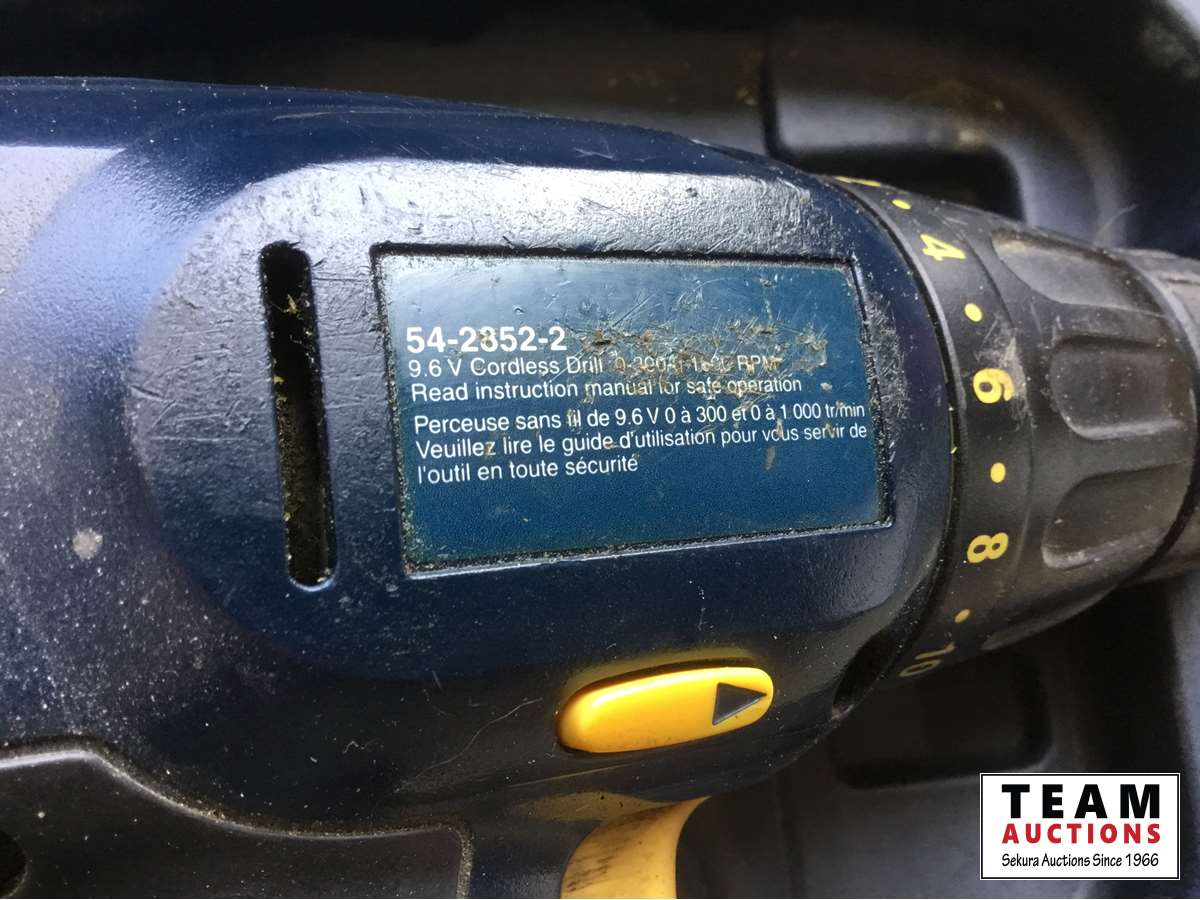 54-2852-2
9.6 V Cordless Drill RPM
Read instruction manual for safe operation
Perceuse sans fil de 9.6 V 0 à 300 et 0 à 1 000 tr/min
Veuillez lire le guide d'utilisation pour vous servir de
l'outil en toute sécurité
4
6
8
10
TEAM
AUCTIONS
Sekura Auctions Since 1966